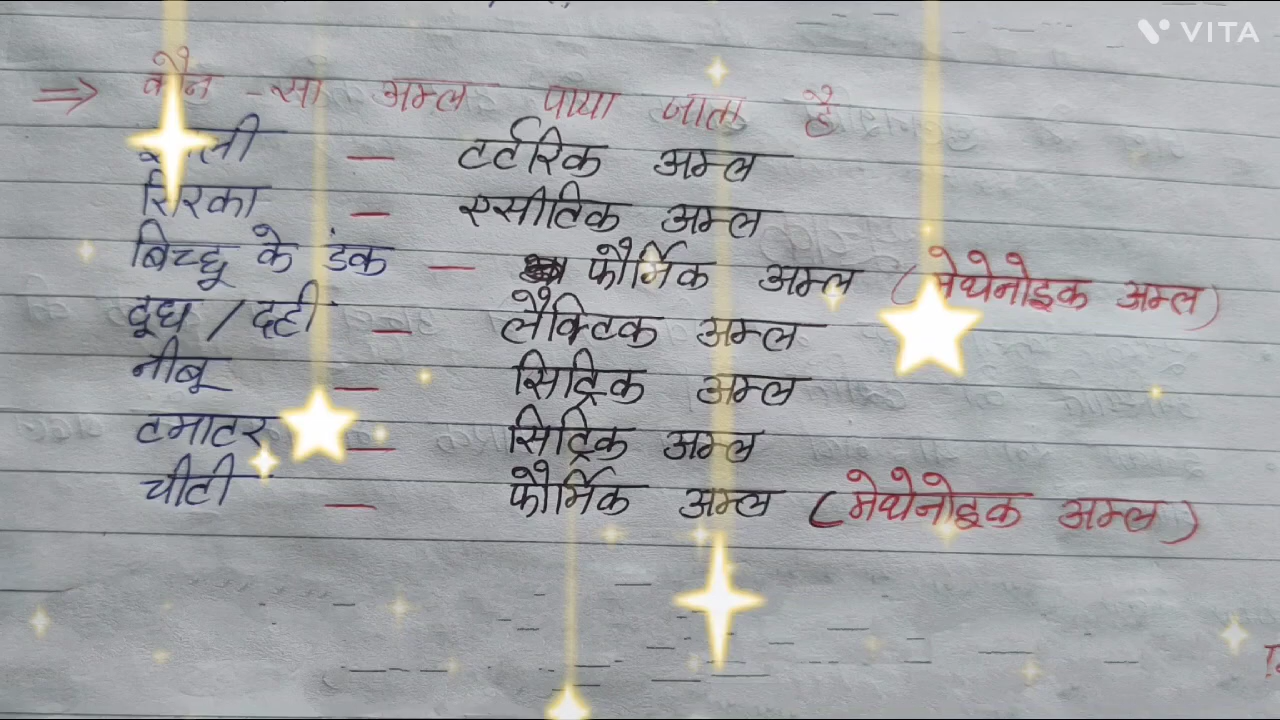 VITA
⇒ कौन -सा अम्ल पाया जाता है
— टर्टरिक अम्ल
सिरका — एसीटिक अम्ल
बिच्छू के डंक — फौर्मिक अम्ल (मेथेनोइक अम्ल)
दूध / दही — लैक्टिक अम्ल
नीबू — सिट्रिक अम्ल
टमाटर — सिट्रिक अम्ल
चीटी — फौर्मिक अम्ल (मेथेनोइक अम्ल)